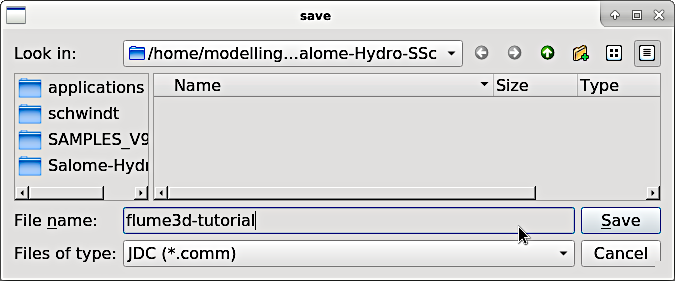 save
Look in: /home/modelling...alome-Hydro-SSc
applications
schwindt
SAMPLES_V9
Salome-Hydr
Name Size Type
File name: flume3d-tutorial Save
Files of type: JDC (*.comm) Cancel